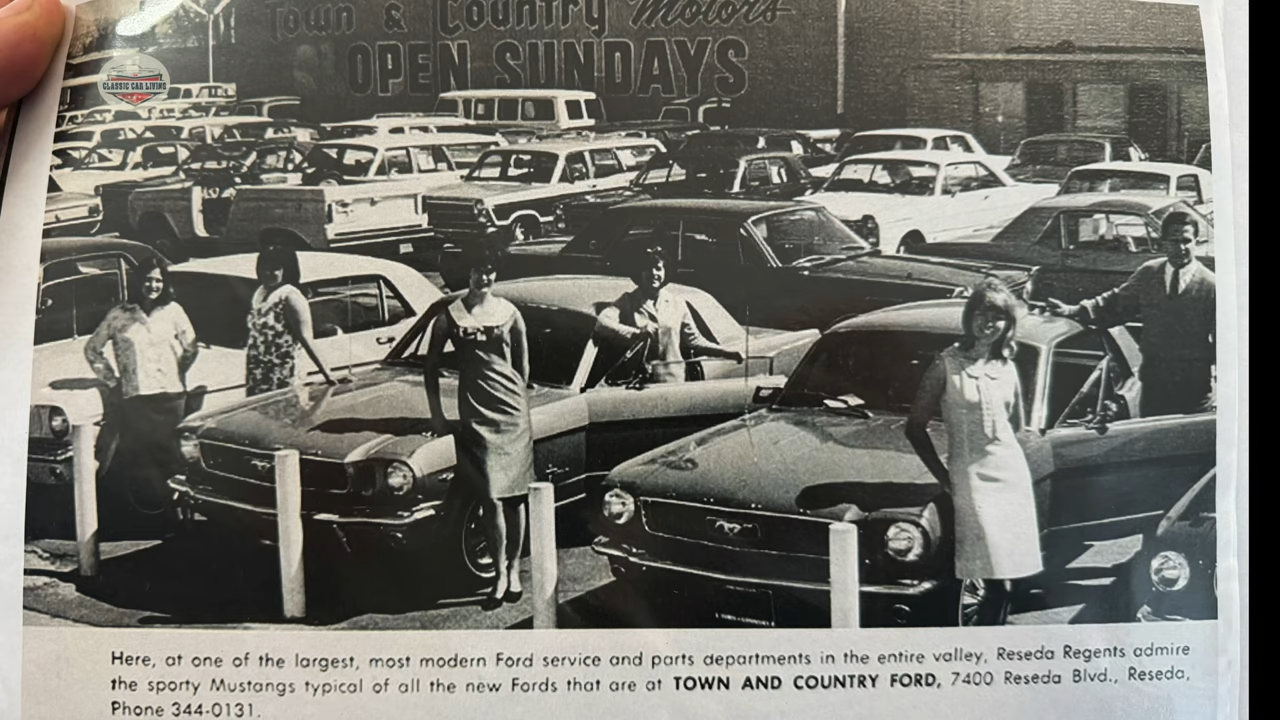 Town & Country Motors
OPEN SUNDAYS
CLASSIC CAR LIVING
Here, at one of the largest, most modern Ford service and parts departments in the entire valley, Reseda Regents admire
the sporty Mustangs typical of all the new Fords that are at TOWN AND COUNTRY FORD, 7400 Reseda Blvd., Reseda,
Phone 344-0131.